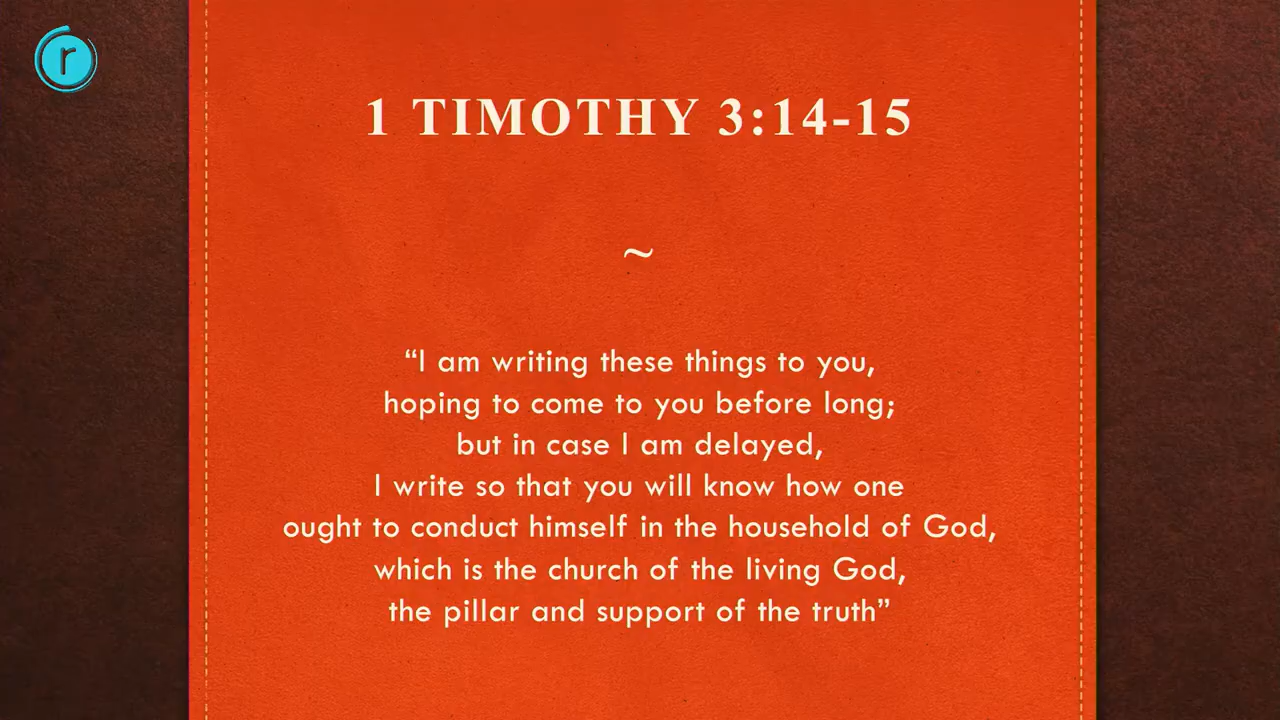 r
1 TIMOTHY 3:14-15
~
“I am writing these things to you,
hoping to come to you before long;
but in case I am delayed,
I write so that you will know how one
ought to conduct himself in the household of God,
which is the church of the living God,
the pillar and support of the truth”